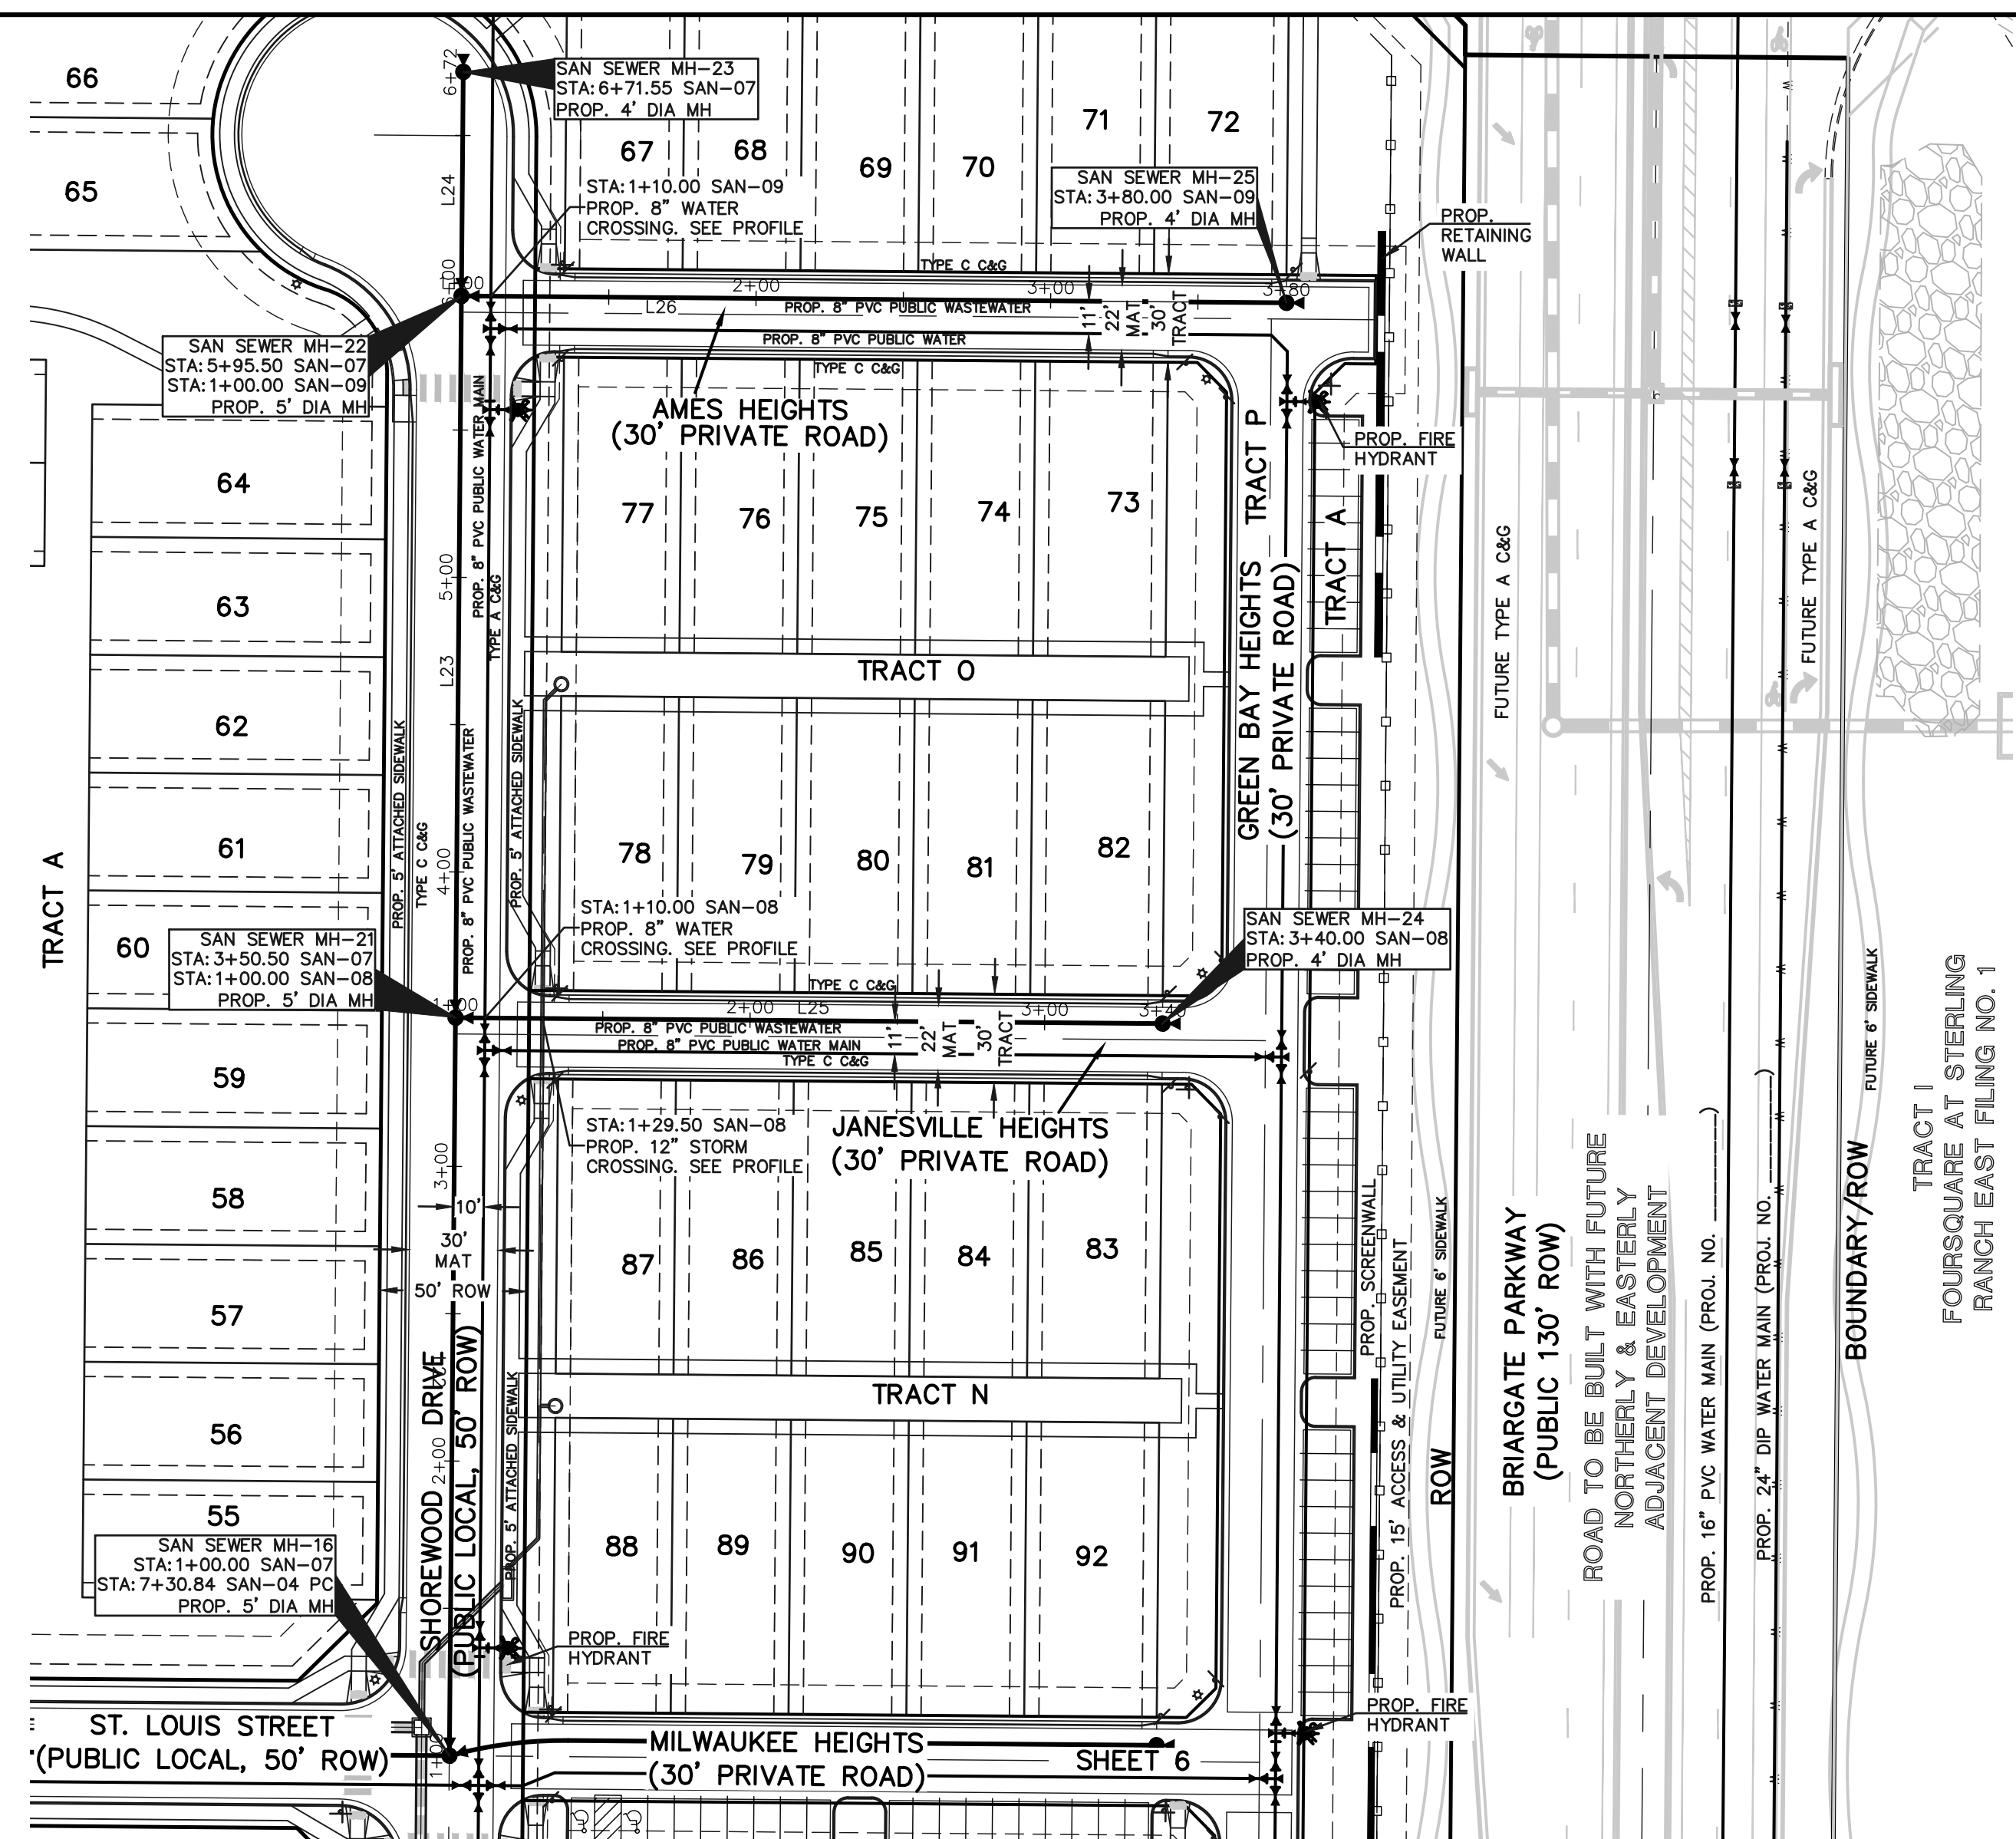 66
65
6+72
SAN SEWER MH-23
STA: 6+71.55 SAN-07
PROP. 4' DIA MH
67
68
69
70
71
72
STA: 1+10.00 SAN-09
PROP. 8" WATER
CROSSING. SEE PROFILE
SAN SEWER MH-25
STA: 3+80.00 SAN-09
PROP. 4' DIA MH
PROP.
RETAINING
WALL
L24
TYPE C C&G
2+00
3+00
3+80
L26
PROP. 8" PVC PUBLIC WASTEWATER
PROP. 8" PVC PUBLIC WATER
TYPE C C&G
11'
22'
MAT
30'
TRACT
SAN SEWER MH-22
STA: 5+95.50 SAN-07
STA: 1+00.00 SAN-09
PROP. 5' DIA MH
AMES HEIGHTS
(30' PRIVATE ROAD)
PROP. FIRE
HYDRANT
PROP. 8" PVC PUBLIC WATER MAIN
TYPE A C&G
5+00
L23
64
63
62
61
60
77
76
75
74
73
TRACT P
GREEN BAY HEIGHTS
(30' PRIVATE ROAD)
TRACT A
TRACT O
78
79
80
81
82
TRACT A
PROP. 5' ATTACHED SIDEWALK
TYPE C C&G
4+00
PROP. 8" PVC PUBLIC WASTEWATER
PROP. 5' ATTACHED SIDEWALK
STA: 1+10.00 SAN-08
PROP. 8" WATER
CROSSING. SEE PROFILE
SAN SEWER MH-24
STA: 3+40.00 SAN-08
PROP. 4' DIA MH
SAN SEWER MH-21
STA: 3+50.50 SAN-07
STA: 1+00.00 SAN-08
PROP. 5' DIA MH
1+00
TYPE C C&G
2+00
L25
3+00
3+40
PROP. 8" PVC PUBLIC WASTEWATER
PROP. 8" PVC PUBLIC WATER MAIN
TYPE C C&G
11'
22'
MAT
30'
TRACT
STA: 1+29.50 SAN-08
PROP. 12" STORM
CROSSING. SEE PROFILE
JANESVILLE HEIGHTS
(30' PRIVATE ROAD)
59
58
57
56
55
3+00
10'
30'
MAT
50' ROW
87
86
85
84
83
TRACT N
88
89
90
91
92
SHOREWOOD DRIVE
(PUBLIC LOCAL, 50' ROW)
2+00
PROP. 5' ATTACHED SIDEWALK
SAN SEWER MH-16
STA: 1+00.00 SAN-07
STA: 7+30.84 SAN-04 PC
PROP. 5' DIA MH
PROP. FIRE
HYDRANT
ST. LOUIS STREET
(PUBLIC LOCAL, 50' ROW)
MILWAUKEE HEIGHTS
(30' PRIVATE ROAD)
SHEET 6
PROP. FIRE
HYDRANT
PROP. SCREENWALL
PROP. 15' ACCESS & UTILITY EASEMENT
FUTURE 6' SIDEWALK
ROW
FUTURE TYPE A C&G
FUTURE TYPE A C&G
BRIARGATE PARKWAY
(PUBLIC 130' ROW)
ROAD TO BE BUILT WITH FUTURE
NORTHERLY & EASTERLY
ADJACENT DEVELOPMENT
PROP. 16" PVC WATER MAIN (PROJ. NO. ________)
PROP. 24" DIP WATER MAIN (PROJ. NO. ________)
BOUNDARY/ROW
FUTURE 6' SIDEWALK
TRACT I
FOURSQUARE AT STERLING
RANCH EAST FILING NO. 1